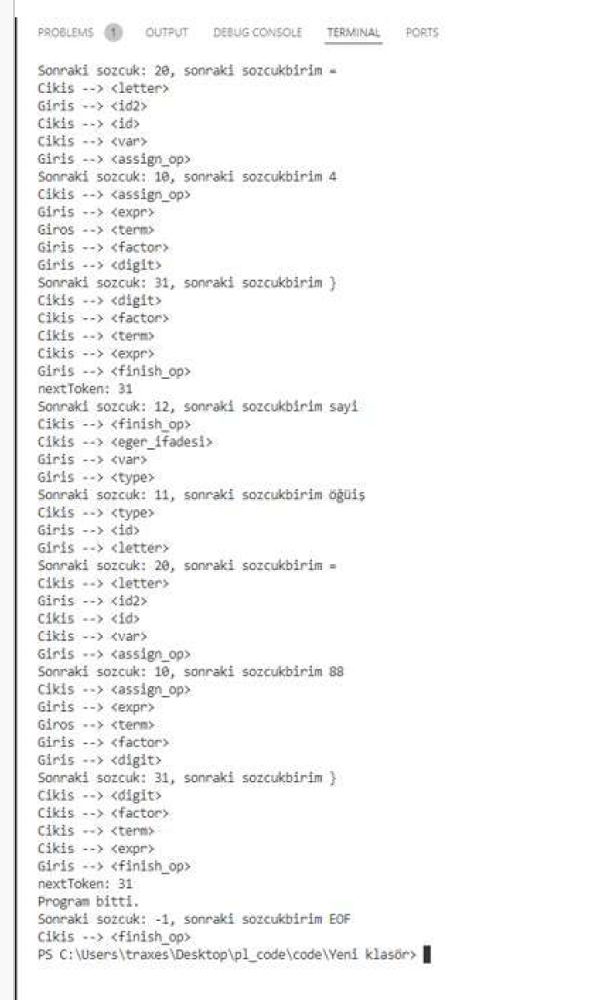 PROBLEMS 1 OUTPUT DEBUG CONSOLE TERMINAL PORTS
Sonraki sozcuk: 20, sonraki sozcukbirim =
Cikis --> <letter>
Giris --> <id2>
Cikis --> <id>
Cikis --> <var>
Giris --> <assign_op>
Sonraki sozcuk: 10, sonraki sozcukbirim 4
Cikis --> <assign_op>
Giris --> <expr>
Giros --> <term>
Giris --> <factor>
Giris --> <digit>
Sonraki sozcuk: 31, sonraki sozcukbirim }
Cikis --> <digit>
Cikis --> <factor>
Cikis --> <term>
Cikis --> <expr>
Giris --> <finish_op>
nextToken: 31
Sonraki sozcuk: 12, sonraki sozcukbirim sayi
Cikis --> <finish_op>
Cikis --> <eger_ifadesi>
Giris --> <var>
Giris --> <type>
Sonraki sozcuk: 11, sonraki sozcukbirim öğüiş
Cikis --> <type>
Giris --> <id>
Giris --> <letter>
Sonraki sozcuk: 20, sonraki sozcukbirim =
Cikis --> <letter>
Giris --> <id2>
Cikis --> <id>
Cikis --> <var>
Giris --> <assign_op>
Sonraki sozcuk: 10, sonraki sozcukbirim 88
Cikis --> <assign_op>
Giris --> <expr>
Giros --> <term>
Giris --> <factor>
Giris --> <digit>
Sonraki sozcuk: 31, sonraki sozcukbirim }
Cikis --> <digit>
Cikis --> <factor>
Cikis --> <term>
Cikis --> <expr>
Giris --> <finish_op>
nextToken: 31
Program bitti.
Sonraki sozcuk: -1, sonraki sozcukbirim EOF
Cikis --> <finish_op>
PS C:\Users\traxes\Desktop\pl_code\code\Yeni klasör>